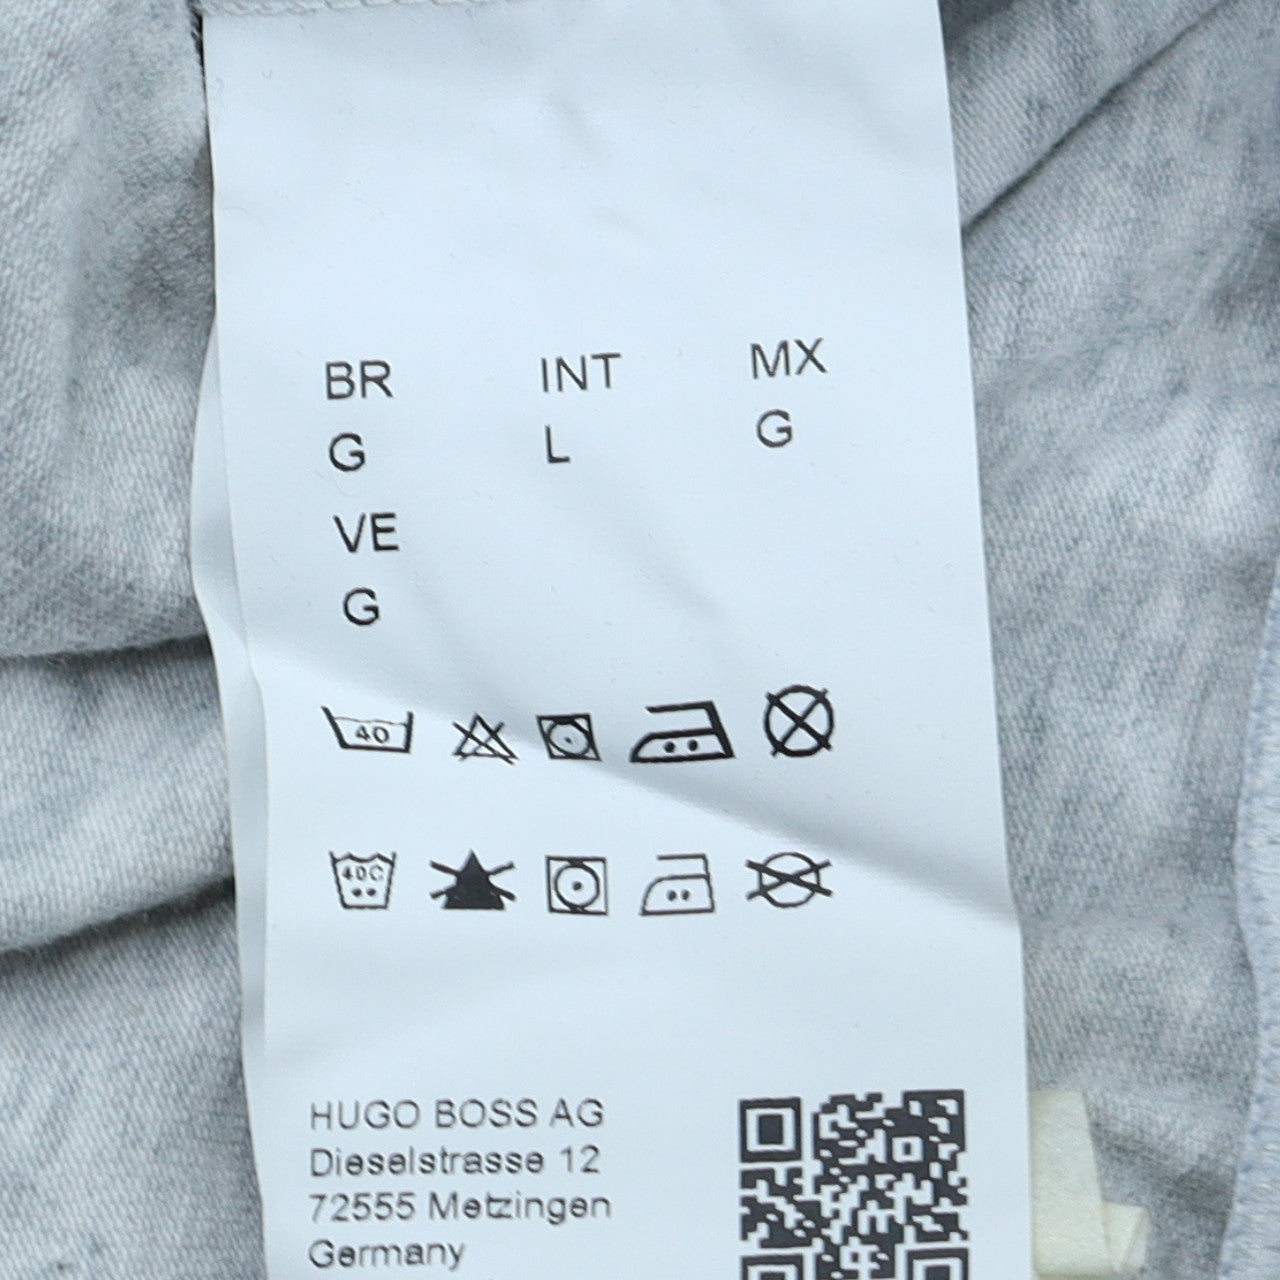 BR INT MX
G L G
VE
G
40
40C
HUGO BOSS AG
Dieselstrasse 12
72555 Metzingen
Germany